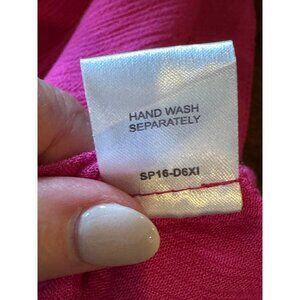 HAND WASH
SEPARATELY
SP16-D6XI